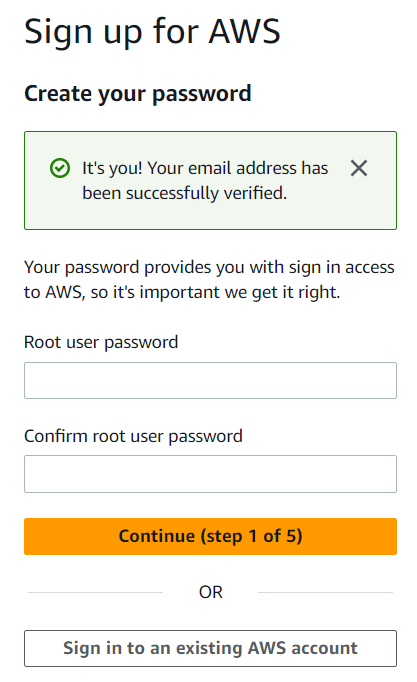 Sign up for AWS
Create your password
It's you! Your email address has
been successfully verified.
Your password provides you with sign in access
to AWS, so it's important we get it right.
Root user password
Confirm root user password
Continue (step 1 of 5)
OR
Sign in to an existing AWS account